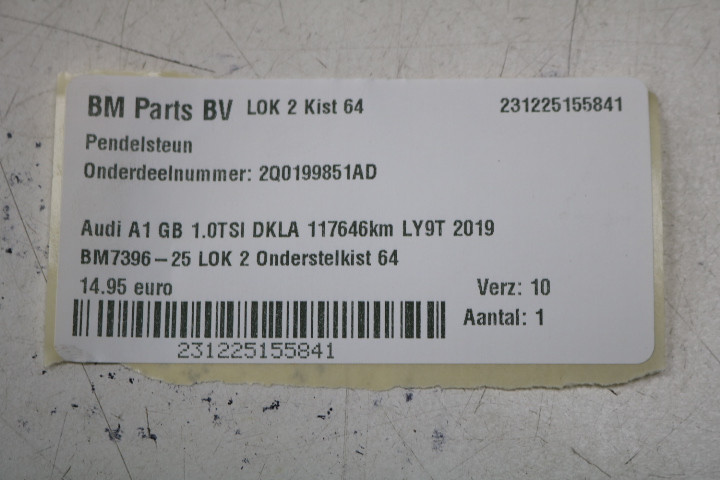 BM Parts BV LOK 2 Kist 64 231225155841
Pendelsteun
Onderdeelnummer: 2Q0199851AD
Audi A1 GB 1.0TSI DKLA 117646km LY9T 2019
BM7396-25 LOK 2 Onderstelkist 64
14.95 euro Verz: 10
Aantal: 1
231225155841